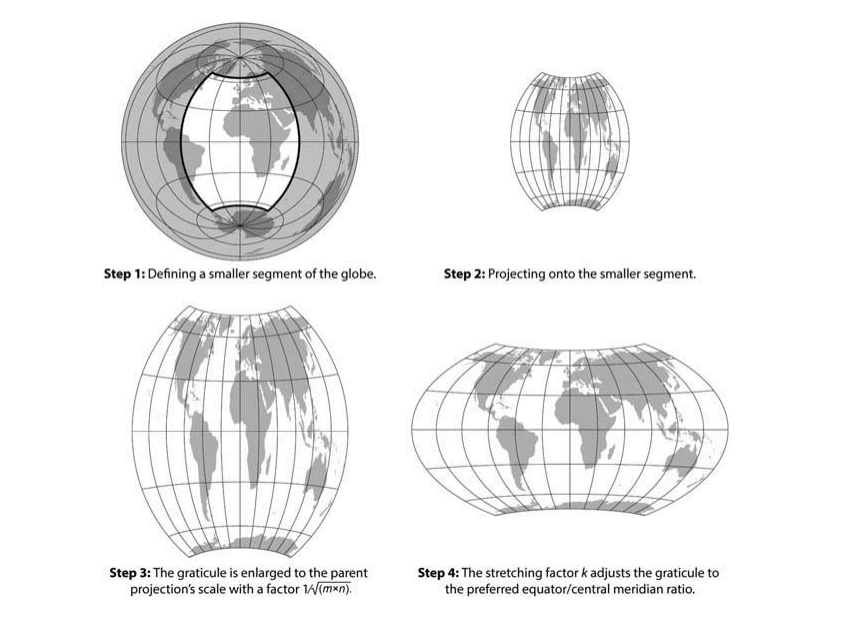 Step 1: Defining a smaller segment of the globe.
Step 2: Projecting onto the smaller segment.
Step 3: The graticule is enlarged to the parent
projection's scale with a factor 1/√(m×n).
Step 4: The stretching factor k adjusts the graticule to
the preferred equator/central meridian ratio.